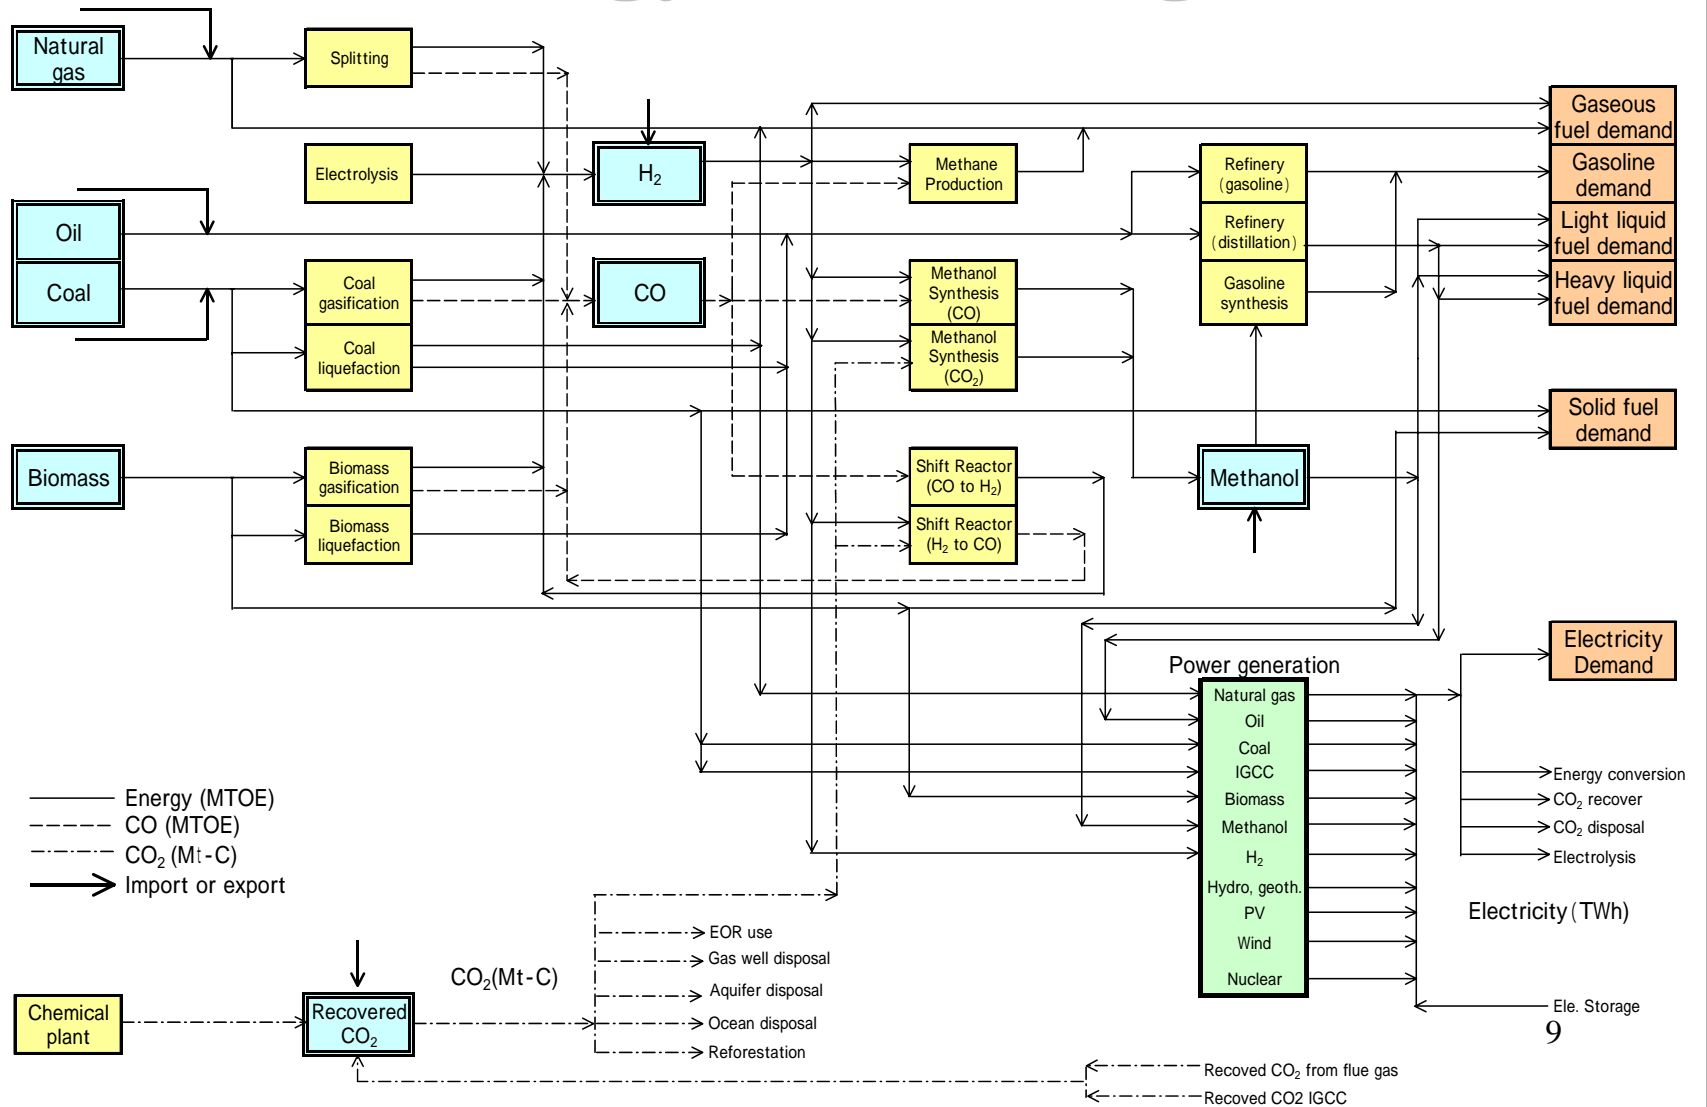 Natural
gas
Splitting
Gaseous
fuel demand
Electrolysis
H₂
Methane
Production
Refinery
(gasoline)
Gasoline
demand
Oil
Refinery
(distillation)
Light liquid
fuel demand
Coal
Coal
gasification
CO
Methanol
Synthesis
(CO)
Gasoline
synthesis
Heavy liquid
fuel demand
Coal
liquefaction
Methanol
Synthesis
(CO₂)
Solid fuel
demand
Biomass
Biomass
gasification
Shift Reactor
(CO to H₂)
Methanol
Biomass
liquefaction
Shift Reactor
(H₂ to CO)
Electricity
Demand
Power generation
Natural gas
Oil
Coal
IGCC
Biomass
Methanol
H₂
Hydro, geoth.
PV
Wind
Nuclear
Energy conversion
CO₂ recover
CO₂ disposal
Electrolysis
Electricity(TWh)
Ele. Storage
9
Energy (MTOE)
CO (MTOE)
CO₂ (Mt-C)
Import or export
CO₂(Mt-C)
EOR use
Gas well disposal
Aquifer disposal
Ocean disposal
Reforestation
Chemical
plant
Recovered
CO₂
Recoved CO₂ from flue gas
Recoved CO2 IGCC